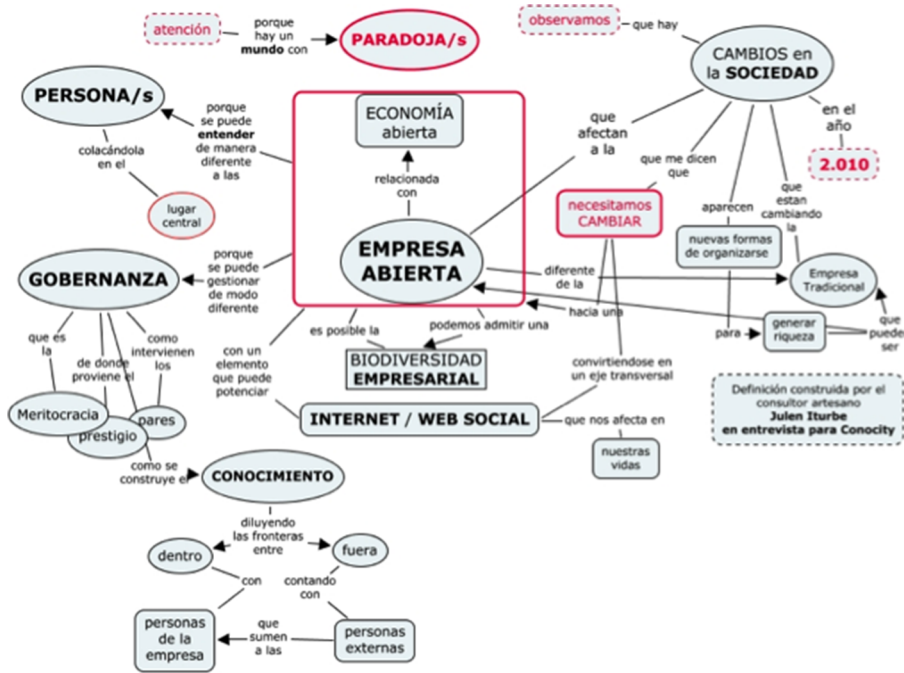 atención
porque
hay un
mundo con
PARADOJA/s
observamos
que hay
CAMBIOS en
la SOCIEDAD
en el
año
2.010
PERSONA/s
colacándola
en el
lugar
central
porque
se puede
entender
de manera
diferente
a las
ECONOMÍA
abierta
relacionada
con
EMPRESA
ABIERTA
que
afectan
a la
que me dicen
que
necesitamos
CAMBIAR
aparecen
nuevas formas
de organizarse
que
estan
cambiando
la
Empresa
Tradicional
diferente
de la
hacia una
para
generar
riqueza
que
pueden
ser
GOBERNANZA
porque
se puede
gestionar
de modo
diferente
que es
la
de donde
proviene el
como
intervienen
los
Meritocracia
prestigio
pares
como se
construye el
es posible la
podemos admitir una
BIODIVERSIDAD
EMPRESARIAL
con un
elemento
que puede
potenciar
INTERNET / WEB SOCIAL
convirtiendose
en un eje transversal
que nos afecta en
nuestras
vidas
Definición construida por el
consultor artesano
Julen Iturbe
en entrevista para Conocity
CONOCIMIENTO
diluyendo
las fronteras
entre
dentro
fuera
con
contando
con
personas
de la
empresa
que
sumen
a las
personas
externas